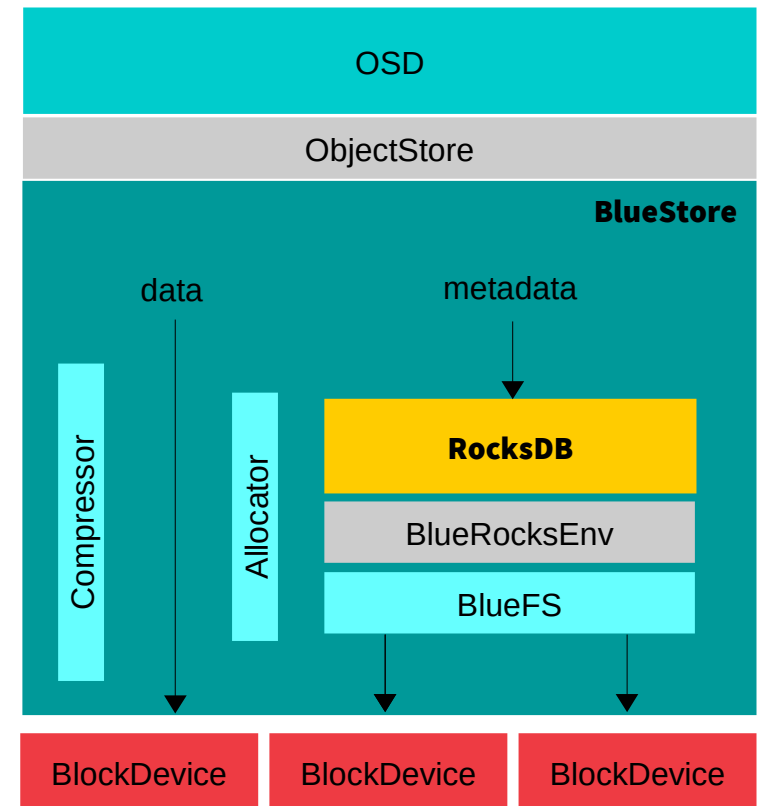 OSD
ObjectStore
BlueStore
data
metadata
Compressor
Allocator
RocksDB
BlueRocksEnv
BlueFS
BlockDevice
BlockDevice
BlockDevice